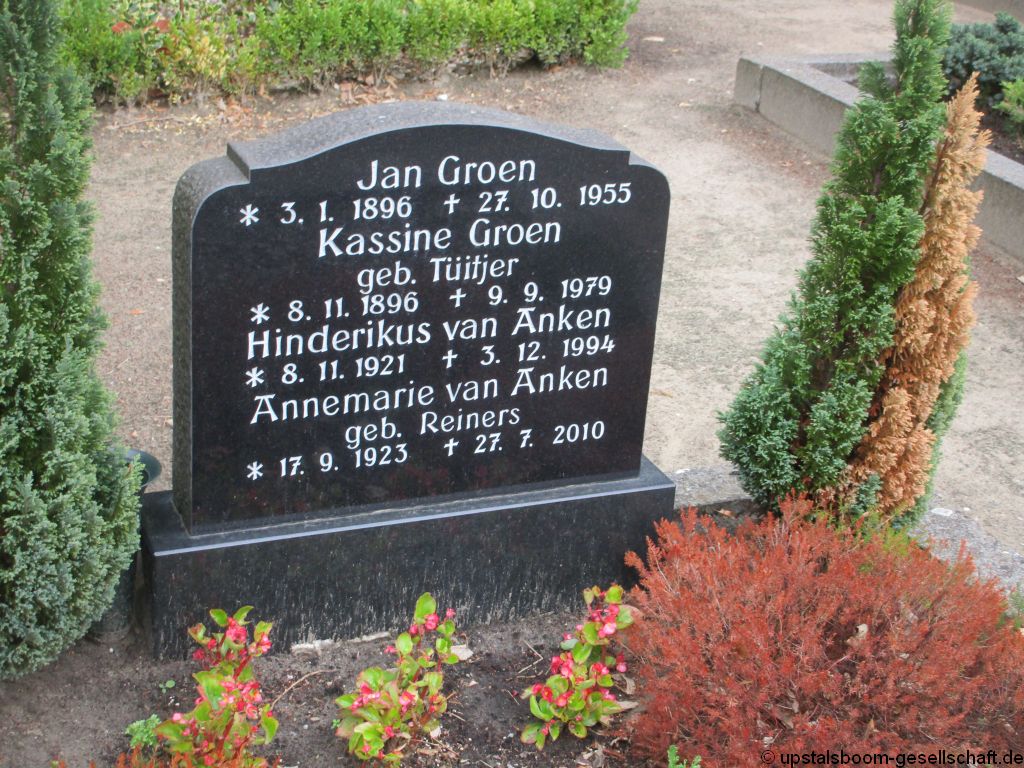 Jan Groen
* 3. 1. 1896 † 27. 10. 1955
Kassine Groen
geb. Tüitjer
* 8. 11. 1896 † 9. 9. 1979
Hinderikus van Anken
* 8. 11. 1921 † 3. 12. 1994
Annemarie van Anken
geb. Reiners
* 17. 9. 1923 † 27. 7. 2010
© upstalsboom-gesellschaft.de